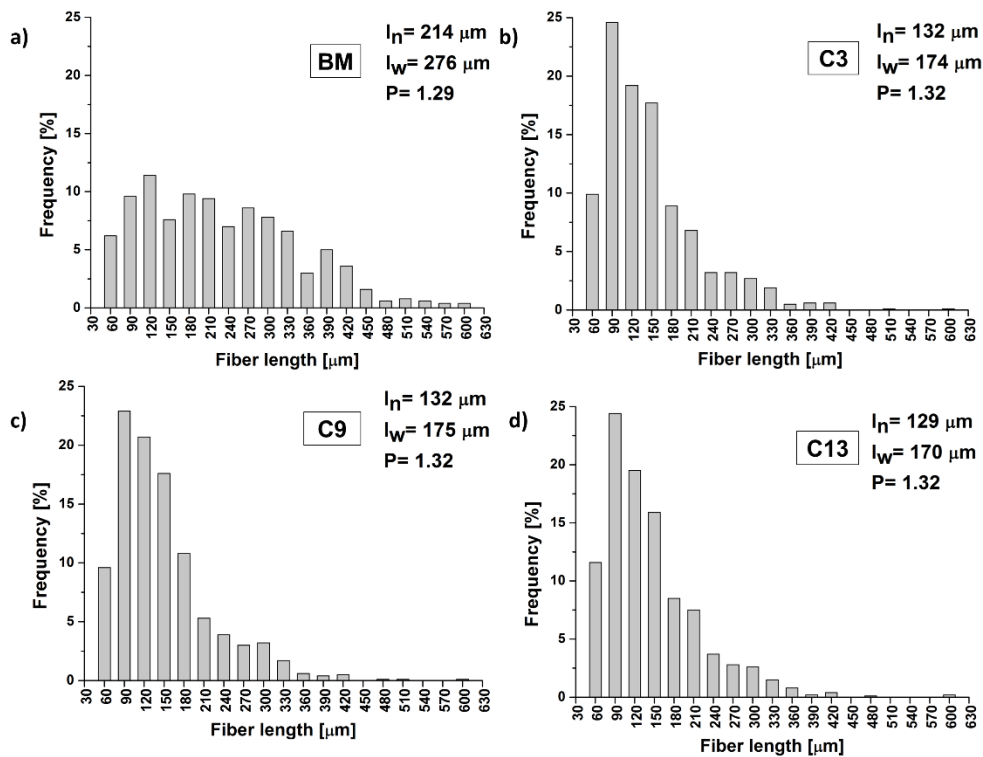 a)
BM
ln= 214 μm
lw= 276 μm
P= 1.29
Frequency [%]
25
20
15
10
5
0
30 60 90 120 150 180 210 240 270 300 330 360 390 420 450 480 510 540 570 600 630
Fiber length [μm]
b)
C3
ln= 132 μm
lw= 174 μm
P= 1.32
Frequency [%]
25
20
15
10
5
0
30 60 90 120 150 180 210 240 270 300 330 360 390 420 450 480 510 540 570 600 630
Fiber length [μm]
c)
C9
ln= 132 μm
lw= 175 μm
P= 1.32
Frequency [%]
25
20
15
10
5
0
30 60 90 120 150 180 210 240 270 300 330 360 390 420 450 480 510 540 570 600 630
Fiber length [μm]
d)
C13
ln= 129 μm
lw= 170 μm
P= 1.32
Frequency [%]
25
20
15
10
5
0
30 60 90 120 150 180 210 240 270 300 330 360 390 420 450 480 510 540 570 600 630
Fiber length [μm]